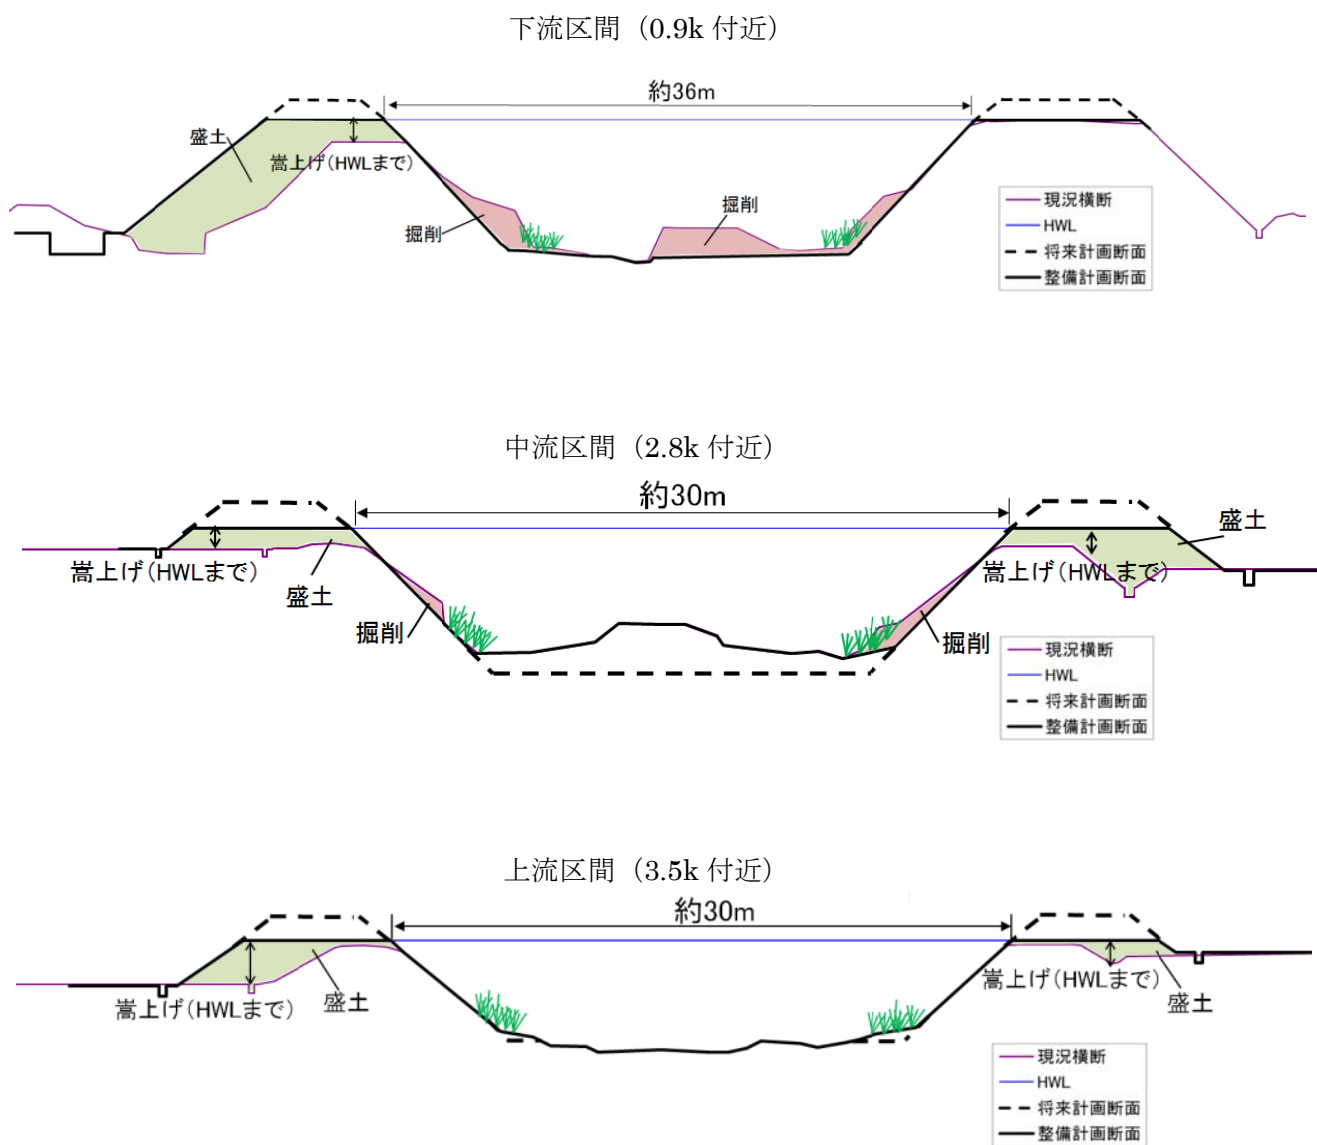 下流区間（0.9k 付近）
約36m
盛土
嵩上げ(HWLまで)
掘削
掘削
現況横断
HWL
将来計画断面
整備計画断面
中流区間（2.8k 付近）
約30m
盛土
嵩上げ(HWLまで)
嵩上げ(HWLまで)
盛土
掘削
掘削
現況横断
HWL
将来計画断面
整備計画断面
上流区間（3.5k 付近）
約30m
嵩上げ(HWLまで)
盛土
嵩上げ(HWLまで)
盛土
現況横断
HWL
将来計画断面
整備計画断面